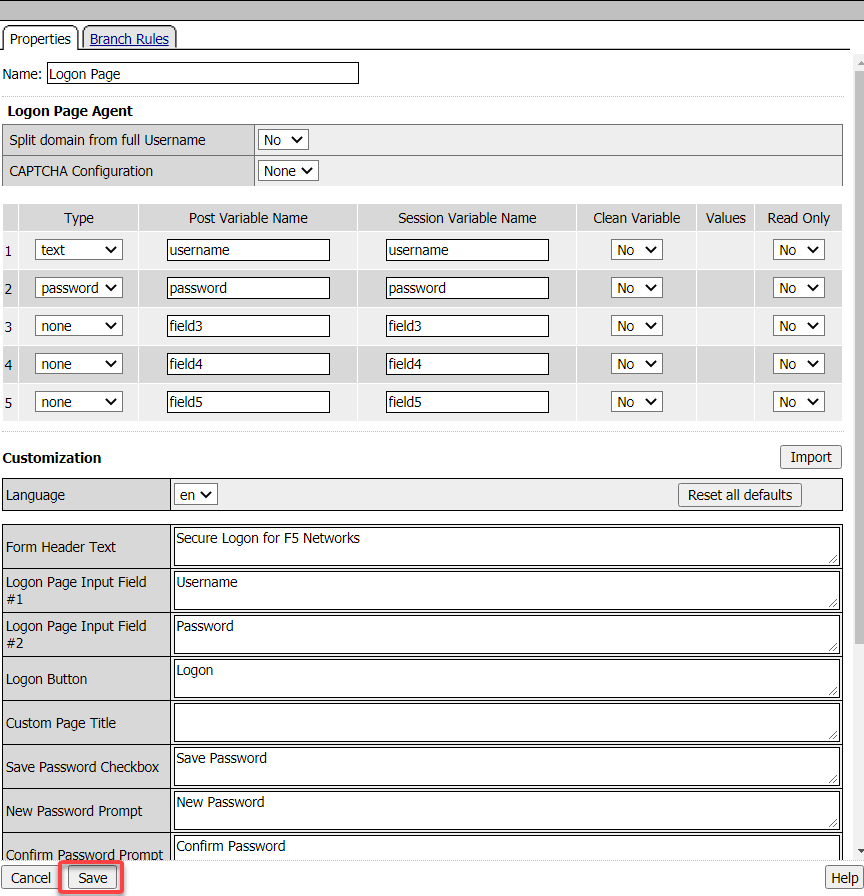 Properties Branch Rules
Name: Logon Page
Logon Page Agent
Split domain from full Username No
CAPTCHA Configuration None
Type Post Variable Name Session Variable Name Clean Variable Values Read Only
1 text username username No No
2 password password password No No
3 none field3 field3 No No
4 none field4 field4 No No
5 none field5 field5 No No
Customization Import
Language en Reset all defaults
Form Header Text Secure Logon for F5 Networks
Logon Page Input Field Username
#1
Logon Page Input Field Password
#2
Logon Button Logon
Custom Page Title
Save Password Checkbox Save Password
New Password Prompt New Password
Confirm Password Prompt Confirm Password
Cancel Save Help